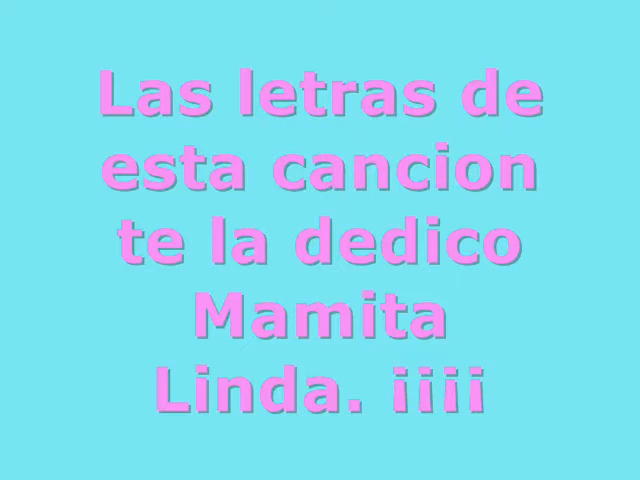 Las letras de
esta cancion
te la dedico
Mamita
Linda. ¡¡¡¡